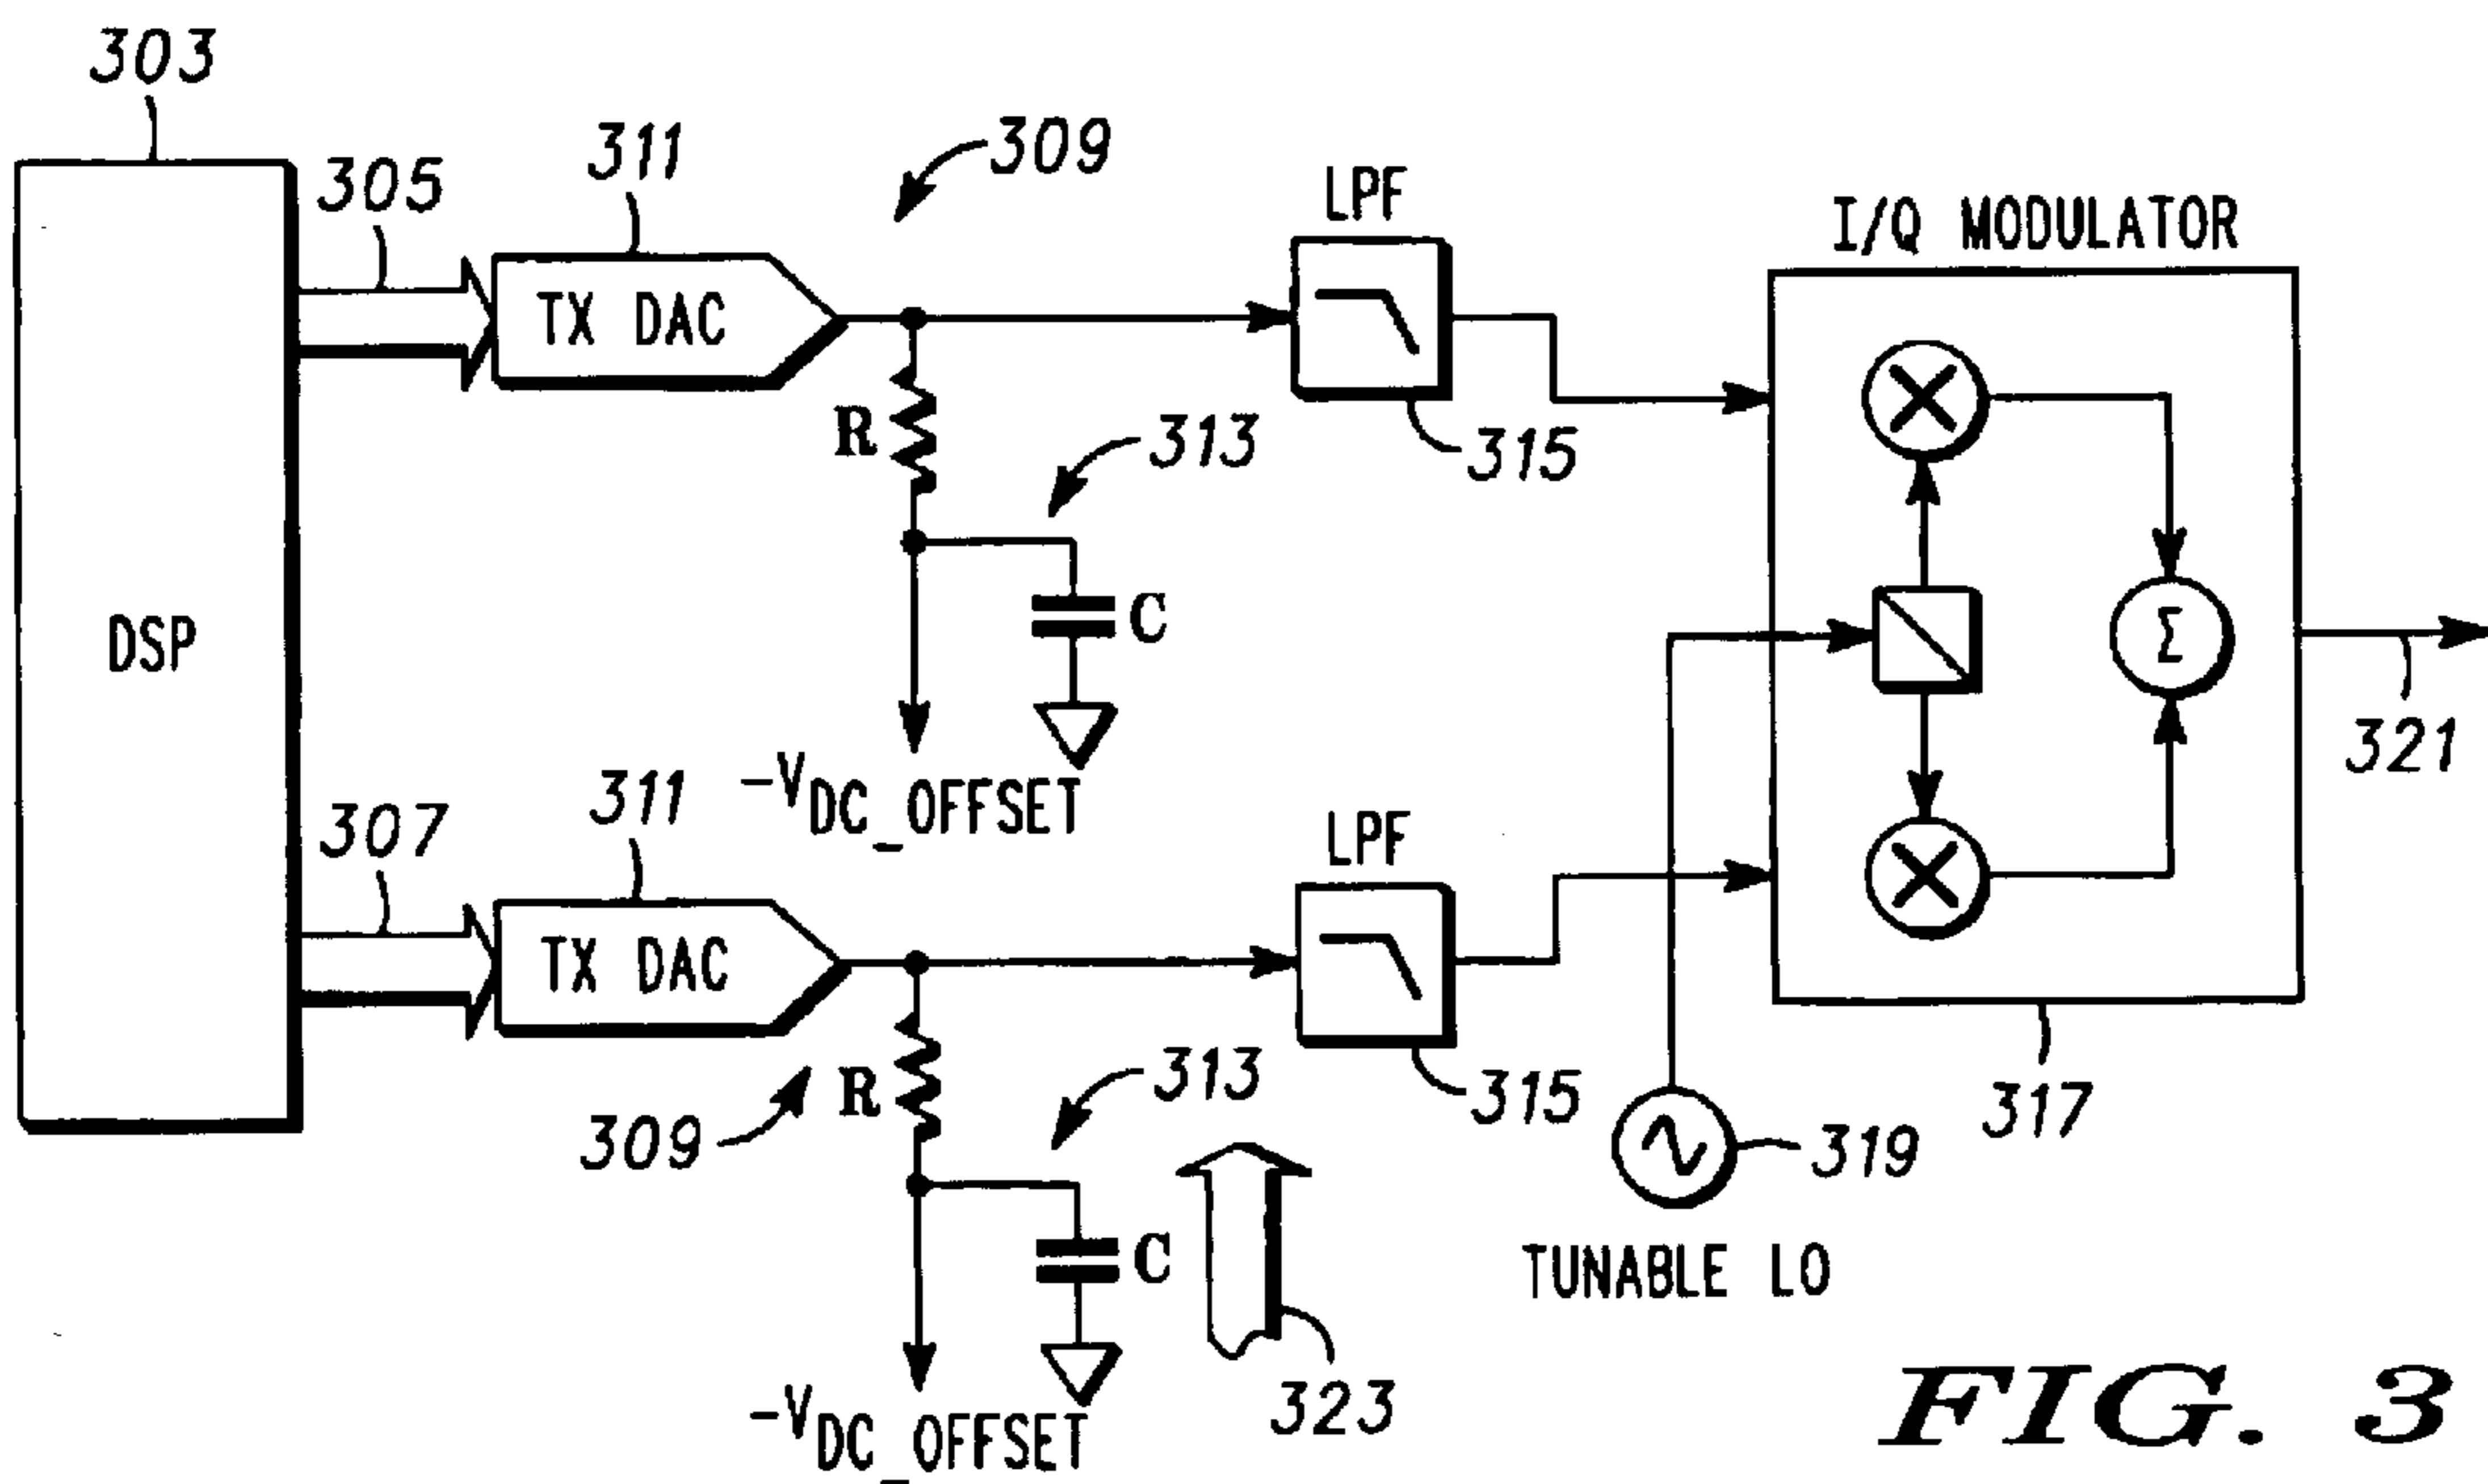 303
305
311
309
TX DAC
LPF
I/Q MODULATOR
R
313
315
C
-VDC_OFFSET
Σ
321
DSP
307
311
TX DAC
LPF
309
R
313
315
C
-VDC_OFFSET
323
317
319
TUNABLE LO
FIG. 3